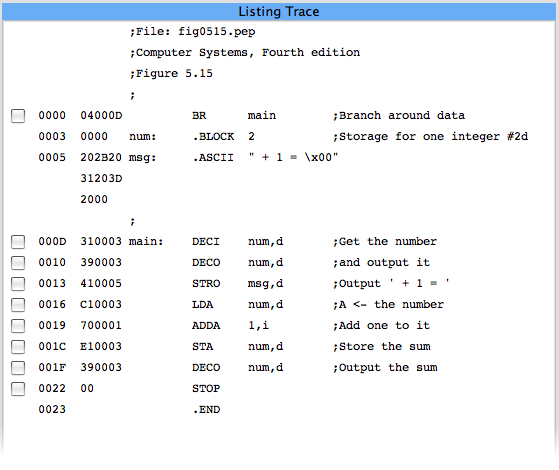 Listing Trace
;File: fig0515.pep
;Computer Systems, Fourth edition
;Figure 5.15
;
0000 04000D BR main ;Branch around data
0003 0000 num: .BLOCK 2 ;Storage for one integer #2d
0005 202B20 msg: .ASCII " + 1 = \x00"
31203D
2000
;
000D 310003 main: DECI num,d ;Get the number
0010 390003 DECO num,d ;and output it
0013 410005 STRO msg,d ;Output ' + 1 = '
0016 C10003 LDA num,d ;A <- the number
0019 700001 ADDA 1,i ;Add one to it
001C E10003 STA num,d ;Store the sum
001F 390003 DECO num,d ;Output the sum
0022 00 STOP
0023 .END